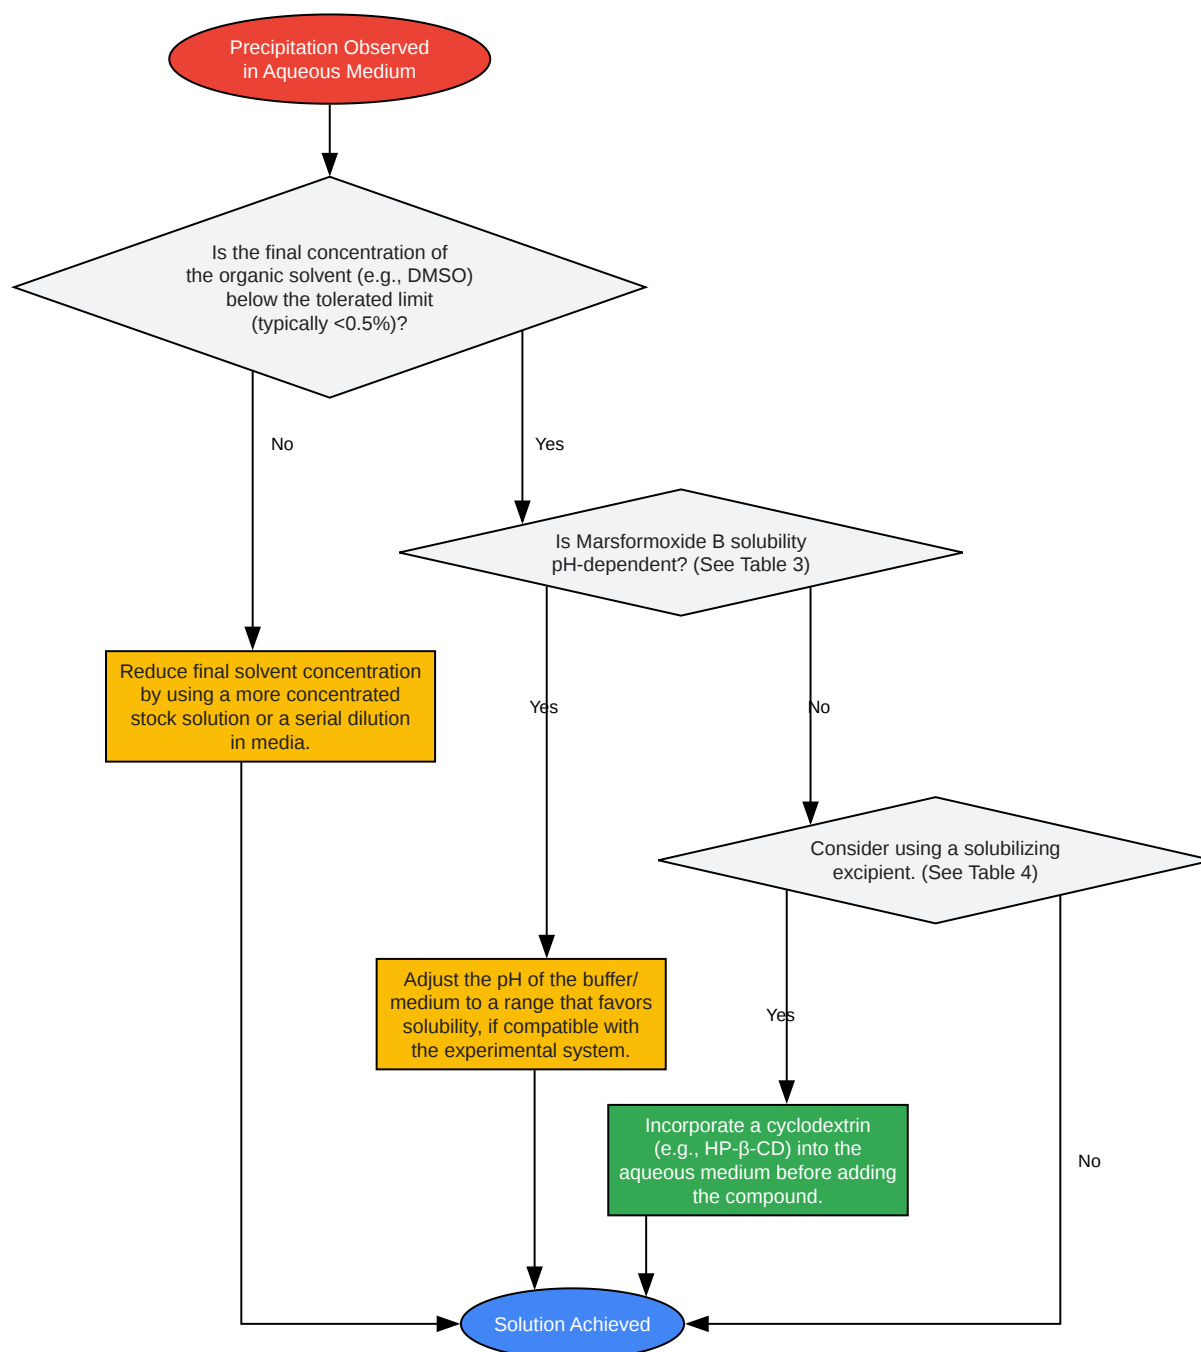 Precipitation Observed
in Aqueous Medium
Is the final concentration of
the organic solvent (e.g., DMSO)
below the tolerated limit
(typically <0.5%)?
No
Yes
Is Marsformoxide B solubility
pH-dependent? (See Table 3)
Reduce final solvent concentration
by using a more concentrated
stock solution or a serial dilution
in media.
Yes
No
Consider using a solubilizing
excipient. (See Table 4)
Adjust the pH of the buffer/
medium to a range that favors
solubility, if compatible with
the experimental system.
Yes
Incorporate a cyclodextrin
(e.g., HP-β-CD) into the
aqueous medium before adding
the compound.
No
Solution Achieved